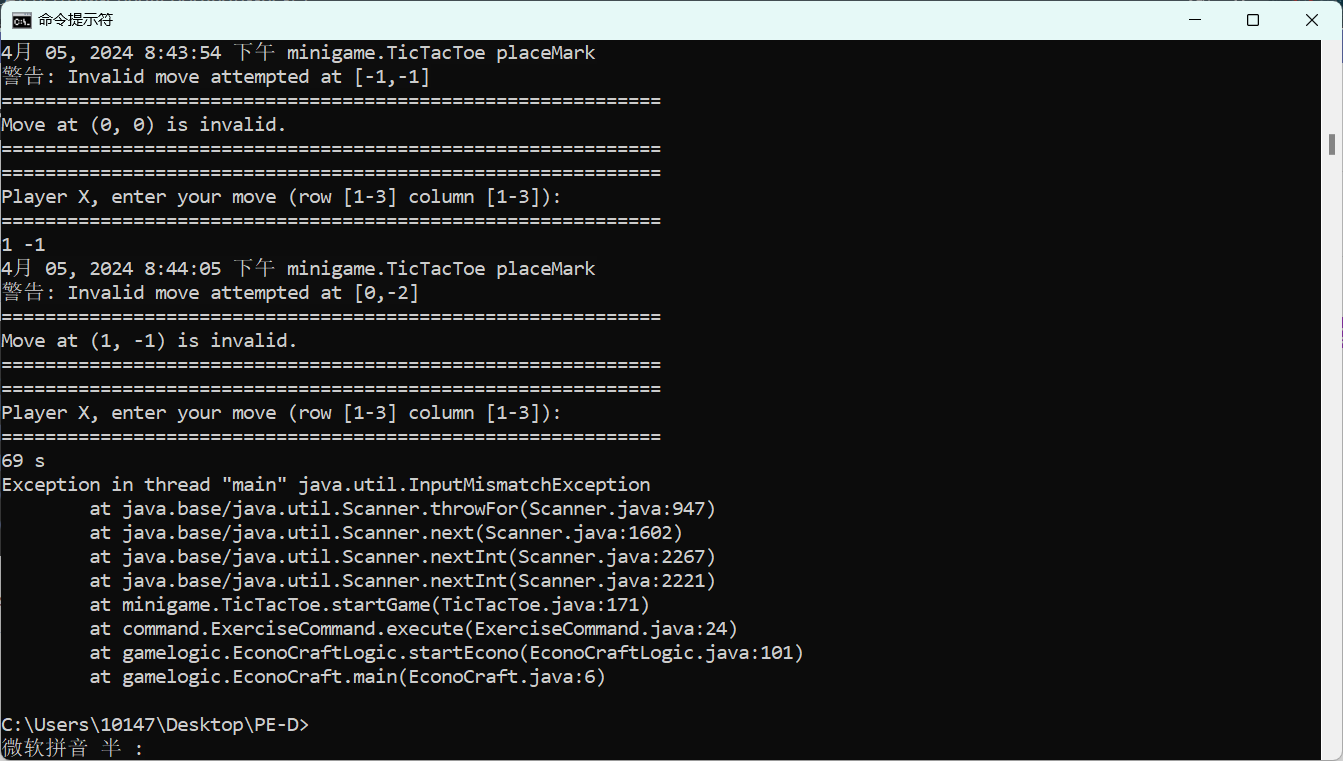 命令提示符
4月 05, 2024 8:43:54 下午 minigame.TicTacToe placeMark
警告: Invalid move attempted at [-1,-1]
============================================================
Move at (0, 0) is invalid.
============================================================
============================================================
Player X, enter your move (row [1-3] column [1-3]):
============================================================
1 -1
4月 05, 2024 8:44:05 下午 minigame.TicTacToe placeMark
警告: Invalid move attempted at [0,-2]
============================================================
Move at (1, -1) is invalid.
============================================================
============================================================
Player X, enter your move (row [1-3] column [1-3]):
============================================================
69 s
Exception in thread "main" java.util.InputMismatchException
        at java.base/java.util.Scanner.throwFor(Scanner.java:947)
        at java.base/java.util.Scanner.next(Scanner.java:1602)
        at java.base/java.util.Scanner.nextInt(Scanner.java:2267)
        at java.base/java.util.Scanner.nextInt(Scanner.java:2221)
        at minigame.TicTacToe.startGame(TicTacToe.java:171)
        at command.ExerciseCommand.execute(ExerciseCommand.java:24)
        at gamelogic.EconoCraftLogic.startEcono(EconoCraftLogic.java:101)
        at gamelogic.EconoCraft.main(EconoCraft.java:6)
C:\Users\10147\Desktop\PE-D>
微软拼音 半 :